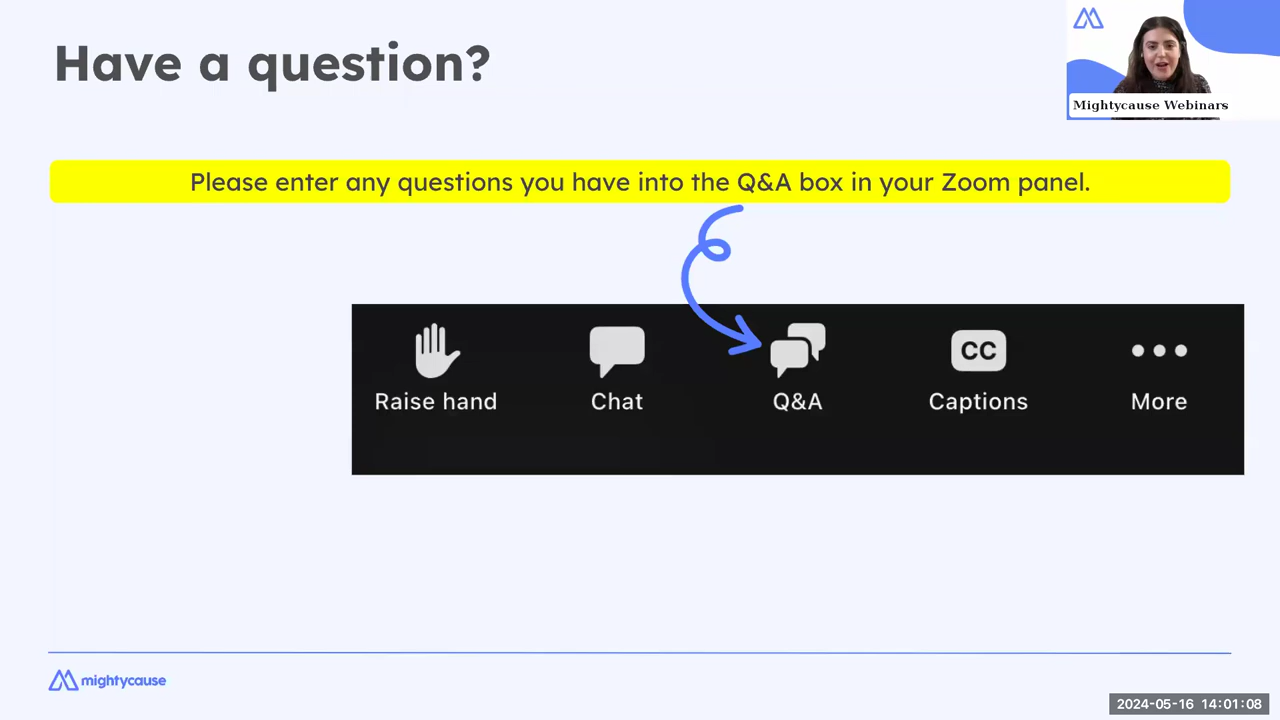 Have a question?
Mightycause Webinars
Please enter any questions you have into the Q&A box in your Zoom panel.
CC
Raise hand
Chat
Q&A
Captions
More
mightycause
2024-05-16 14:01:08